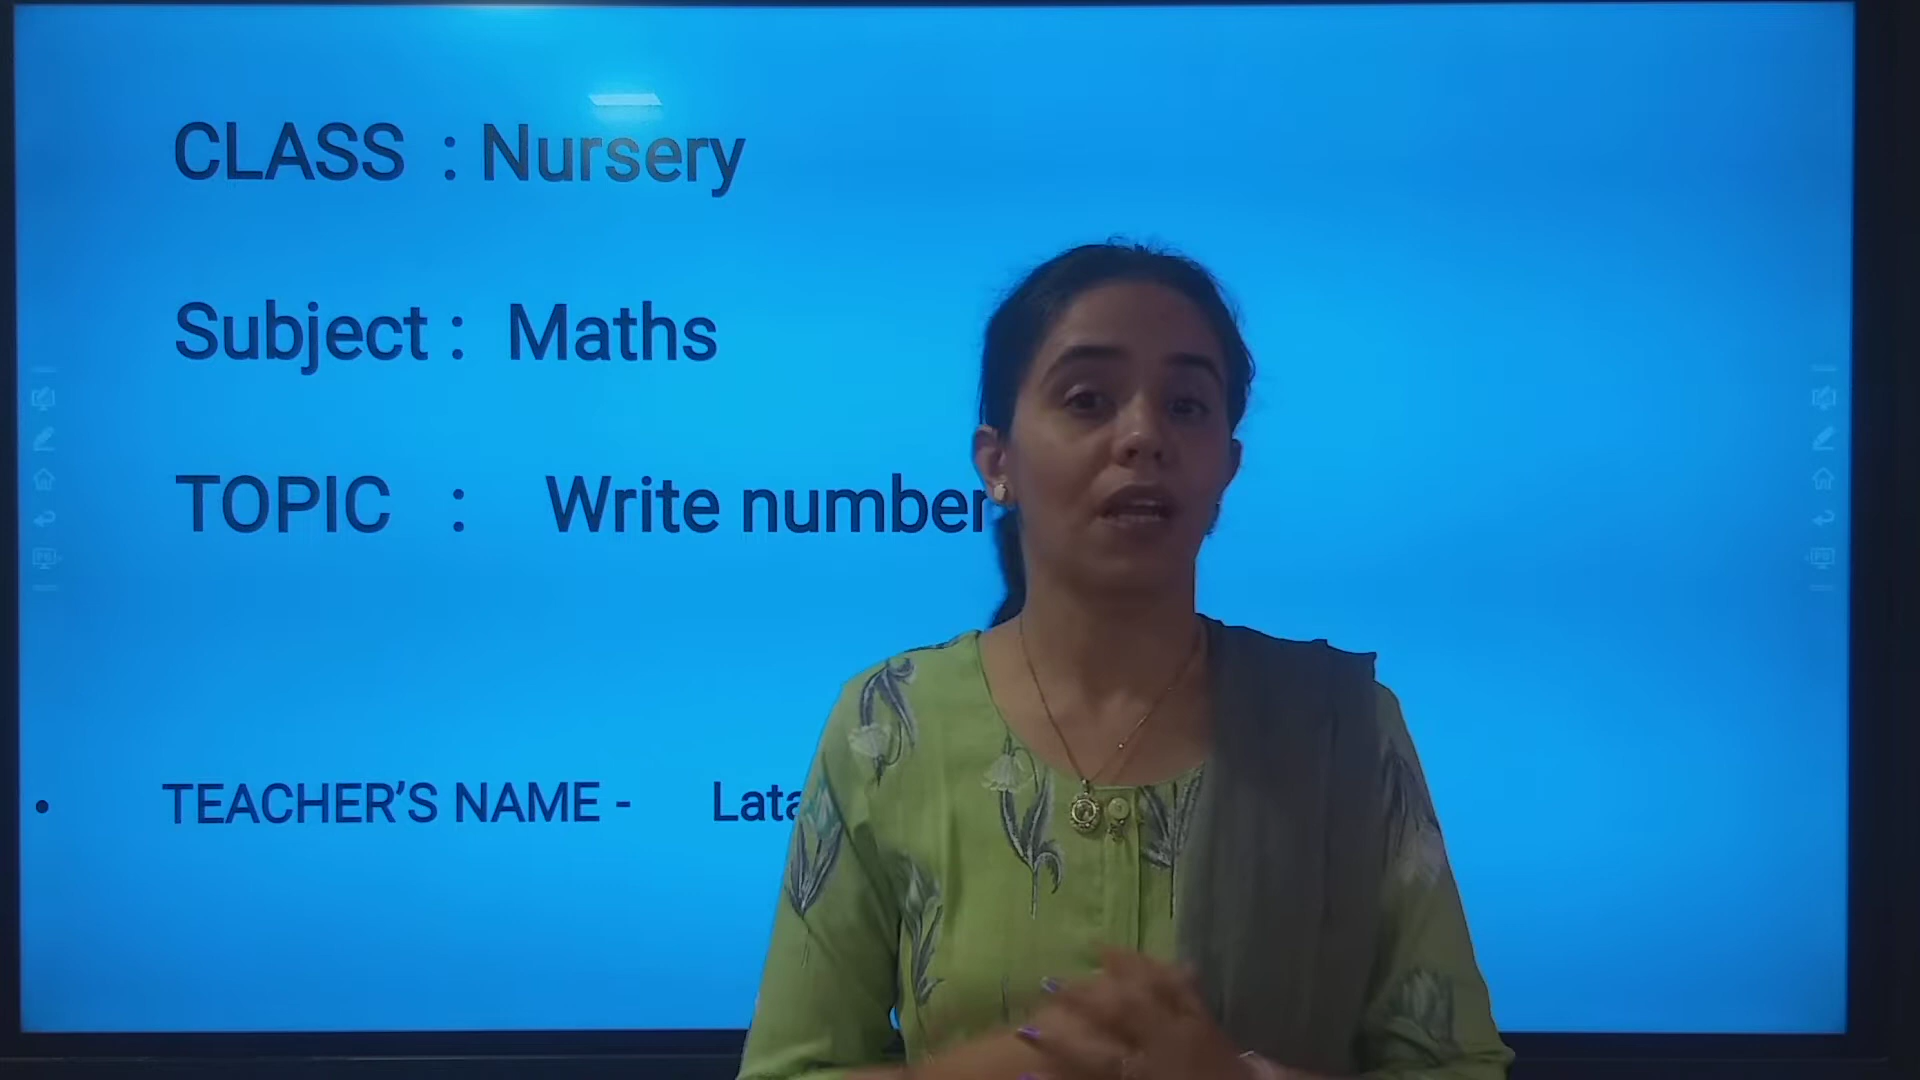 CLASS : Nursery
Subject : Maths
TOPIC : Write number
• TEACHER’S NAME - Lata